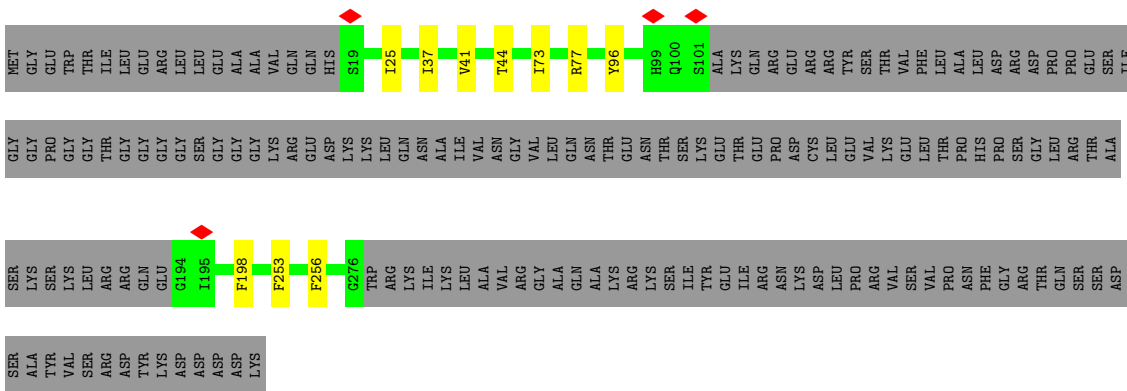 MET GLY GLU TRP THR ILE LEU LEU GLU ARG LEU LEU GLU ALA ALA VAL GLN GLN HIS S19 I25 I37 V41 T44 I73 R77 Y96 H99 Q100 S101 ALA LYS GLN ARG GLU ARG ARG TYR SER THR VAL PHE LEU ALA LEU ASP ARG ASP PRO PRO GLU SER ILE
GLY GLY PRO GLY GLY THR GLY GLY GLY GLY SER GLY GLY GLY LYS ARG GLU ASP LYS LYS LEU GLN ASN ALA ILE VAL ASN GLY VAL LEU GLN ASN THR GLU ASN THR SER LYS GLU THR GLU PRO ASP CYS LEU GLU VAL LYS GLU LEU THR PRO HIS PRO SER GLY LEU ARG THR ALA
SER LYS SER LYS LEU ARG ARG GLN GLU G194 I195 F198 F253 F256 G276 TRP ARG LYS ILE LYS LEU ALA VAL ARG GLY ALA GLN ALA LYS ARG LYS SER ILE TYR GLU ILE ARG ASN LYS ASP LEU PRO ARG VAL SER VAL PRO ASN PHE GLY ARG THR GLN SER SER ASP
SER ALA TYR VAL SER ARG ASP TYR LYS ASP ASP ASP ASP LYS